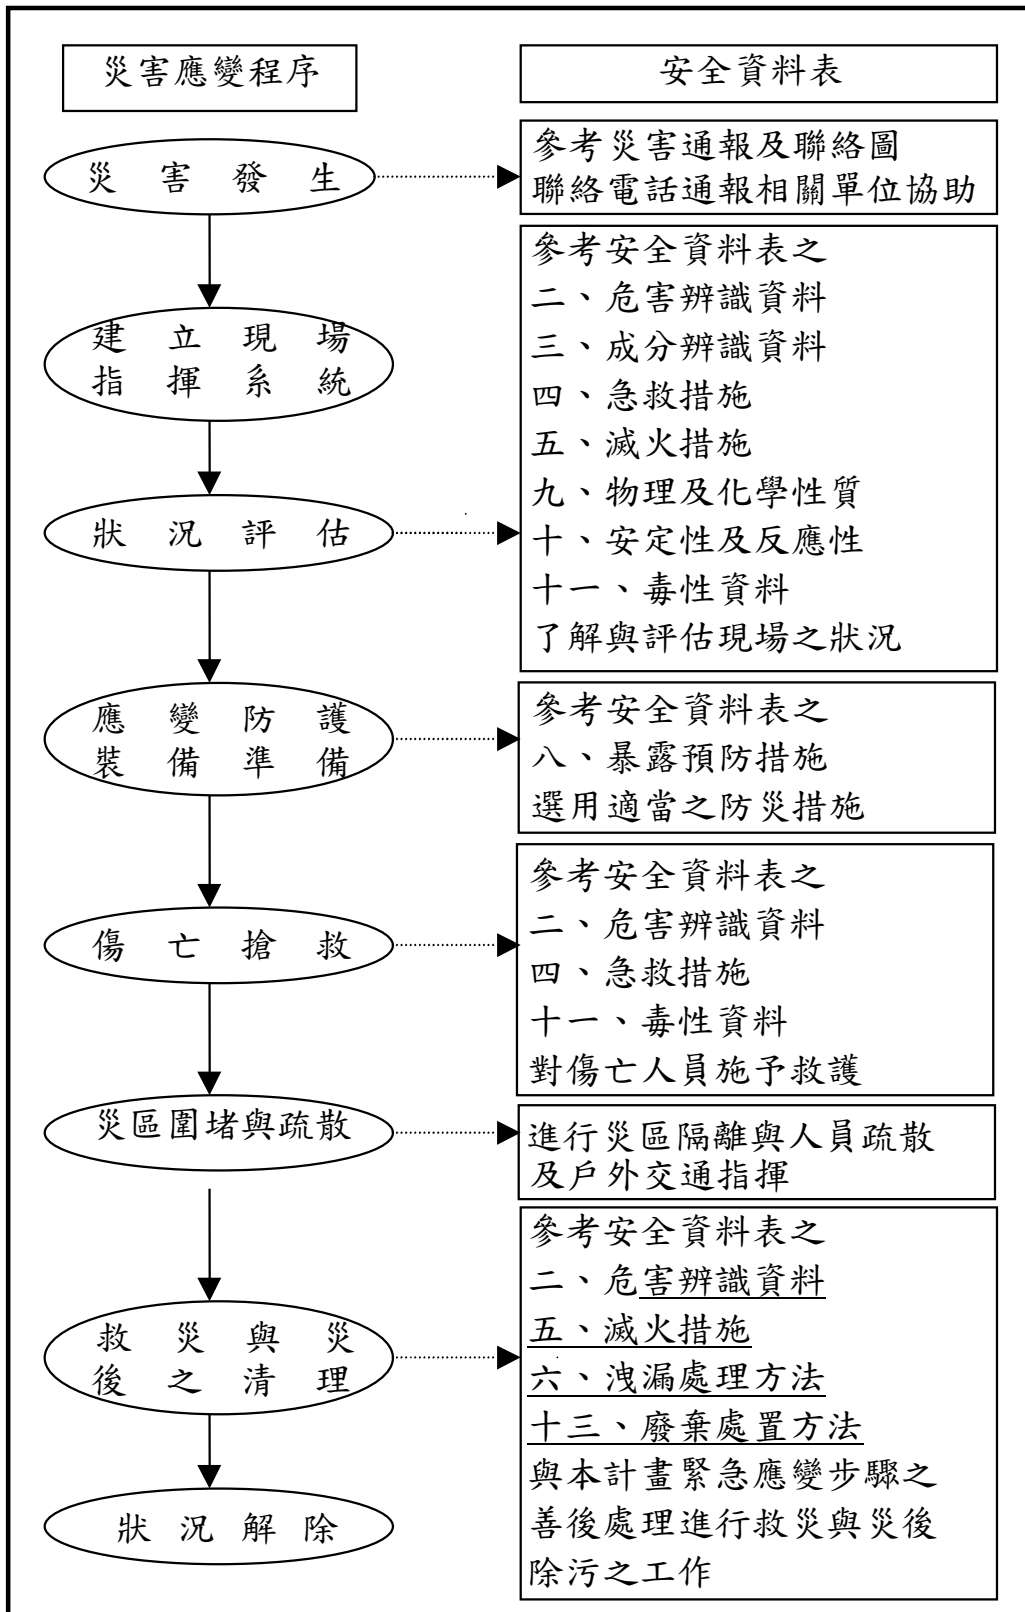 災害應變程序
安全資料表
災害發生
參考災害通報及聯絡圖
聯絡電話通報相關單位協助
建立現場
指揮系統
狀況評估
參考安全資料表之
二、危害辨識資料
三、成分辨識資料
四、急救措施
五、滅火措施
九、物理及化學性質
十、安定性及反應性
十一、毒性資料
了解與評估現場之狀況
應變防護
裝備準備
參考安全資料表之
八、暴露預防措施
選用適當之防災措施
傷亡搶救
參考安全資料表之
二、危害辨識資料
四、急救措施
十一、毒性資料
對傷亡人員施予救護
災區圍堵與疏散
進行災區隔離與人員疏散
及戶外交通指揮
救災與災
後之清理
參考安全資料表之
二、危害辨識資料
五、滅火措施
六、洩漏處理方法
十三、廢棄處置方法
與本計畫緊急應變步驟之
善後處理進行救災與災後
除污之工作
狀況解除